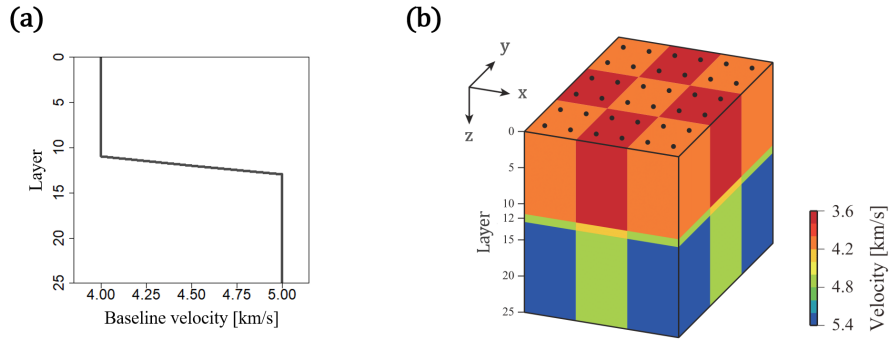 (a)
0
5
10
15
20
25
Layer
4.00 4.25 4.50 4.75 5.00
Baseline velocity [km/s]
(b)
y
x
z
0
5
10
12
15
20
25
Layer
3.6
4.2
4.8
5.4
Velocity [km/s]